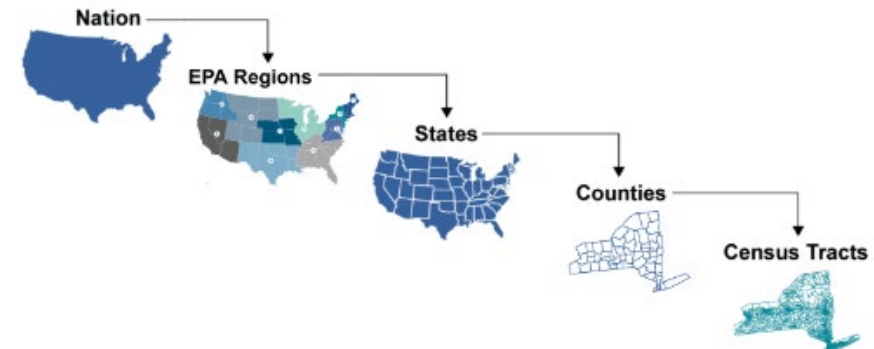 Nation
EPA Regions
States
Counties
Census Tracts